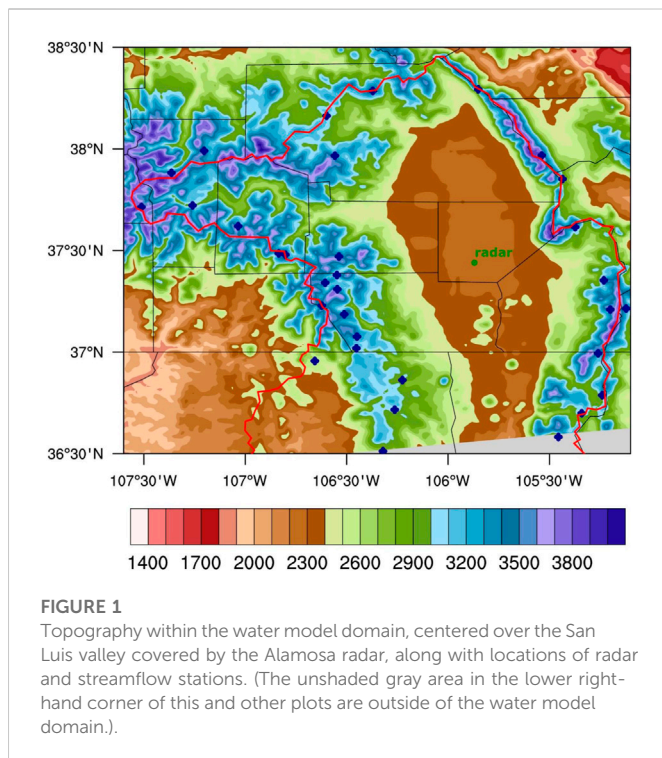 38°30'N
38°N
37°30'N
radar
37°N
36°30'N
107°30'W 107°W 106°30'W 106°W 105°30'W
1400 1700 2000 2300 2600 2900 3200 3500 3800
FIGURE 1
Topography within the water model domain, centered over the San
Luis valley covered by the Alamosa radar, along with locations of radar
and streamflow stations. (The unshaded gray area in the lower right-
hand corner of this and other plots are outside of the water model
domain.).